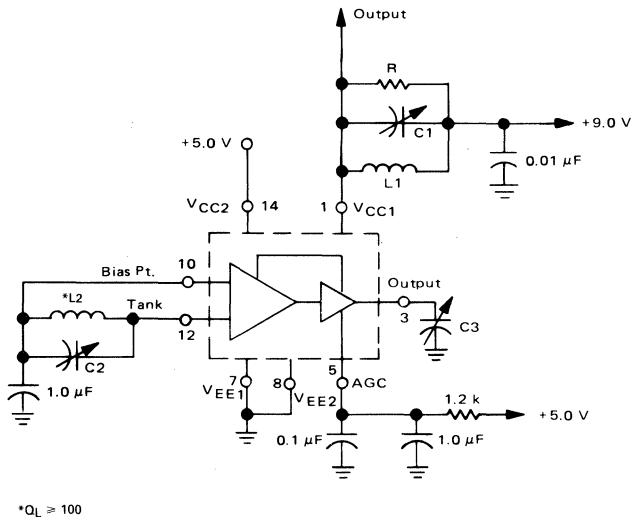 Output
R
C1
+9.0 V
0.01 µF
L1
+5.0 V
VCC2 14
1 VCC1
Bias Pt. 10
*L2 Tank 12
C2
1.0 µF
Output
3
C3
7
VEE1
8
VEE2
5
AGC
0.1 µF
1.0 µF
1.2 k
+5.0 V
*QL ≥ 100